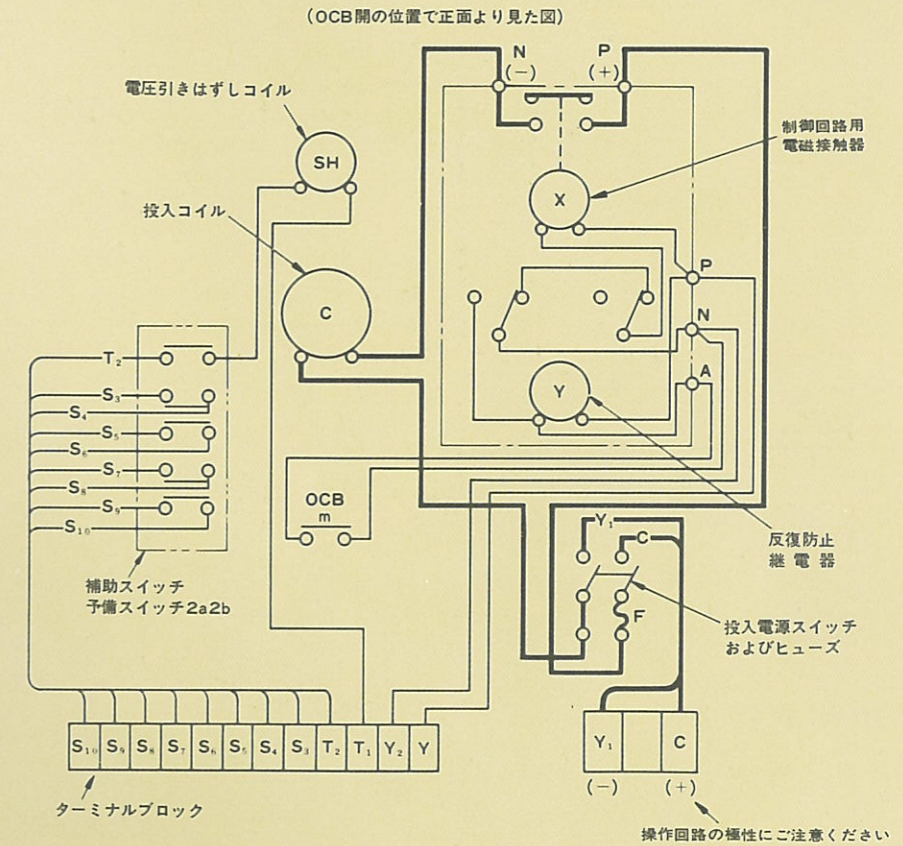 (OCB開の位置で正面より見た図)
N
(−)
P
(+)
電圧引きはずしコイル
SH
制御回路用
電磁接触器
X
投入コイル
C
P
N
A
Y
T₂
S₃
S₄
S₅
S₆
S₇
S₈
S₉
S₁₀
OCB
m
補助スイッチ
予備スイッチ2a2b
Y₁
C
F
反復防止
継電器
投入電源スイッチ
およびヒューズ
S₁₀ S₉ S₈ S₇ S₆ S₅ S₄ S₃ T₂ T₁ Y₂ Y
Y₁ C
(−) (+)
ターミナルブロック
操作回路の極性にご注意ください